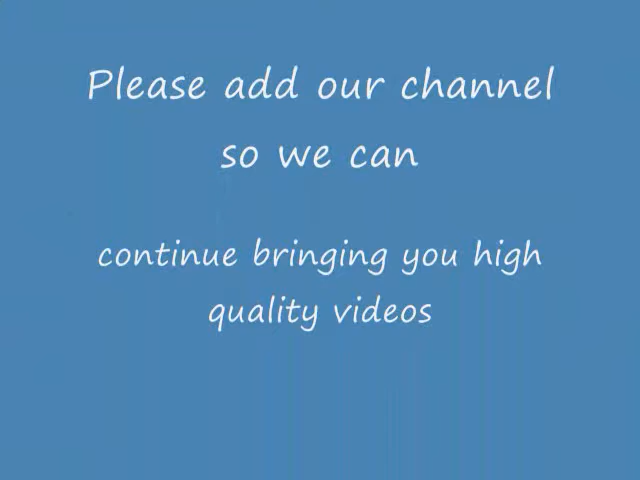 Please add our channel
so we can
continue bringing you high
quality videos